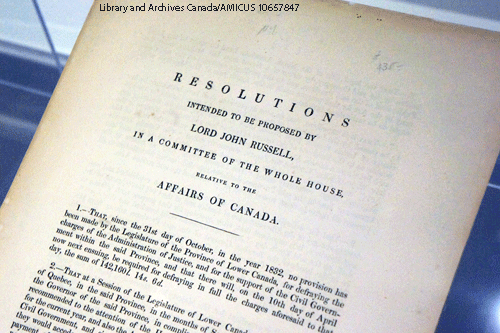 Library and Archives Canada/AMICUS 10657847
RESOLUTIONS
INTENDED TO BE PROPOSED BY
LORD JOHN RUSSELL,
IN A COMMITTEE OF THE WHOLE HOUSE,
RELATIVE TO THE
AFFAIRS OF CANADA.
1.—THAT, since the 31st day of October, in the year 1832, no provision has
been made by the Legislature of the Province of Lower Canada, for defraying the
charges of the Administration of Justice, and for the support of the Civil Govern-
ment within the said Province, and that there will, on the 10th day of April
now next ensuing, be required for defraying in full the charges aforesaid to that
day, the sum of 142,160l. 14s. 6d.
2.—THAT at a Session of the Legislature of Lower
of Quebec, in the said Province, in the months of
the Governor of the said Province, in
recommended to the attention of the
for the current year, and also the
they would accept
Civil Government, and
payment